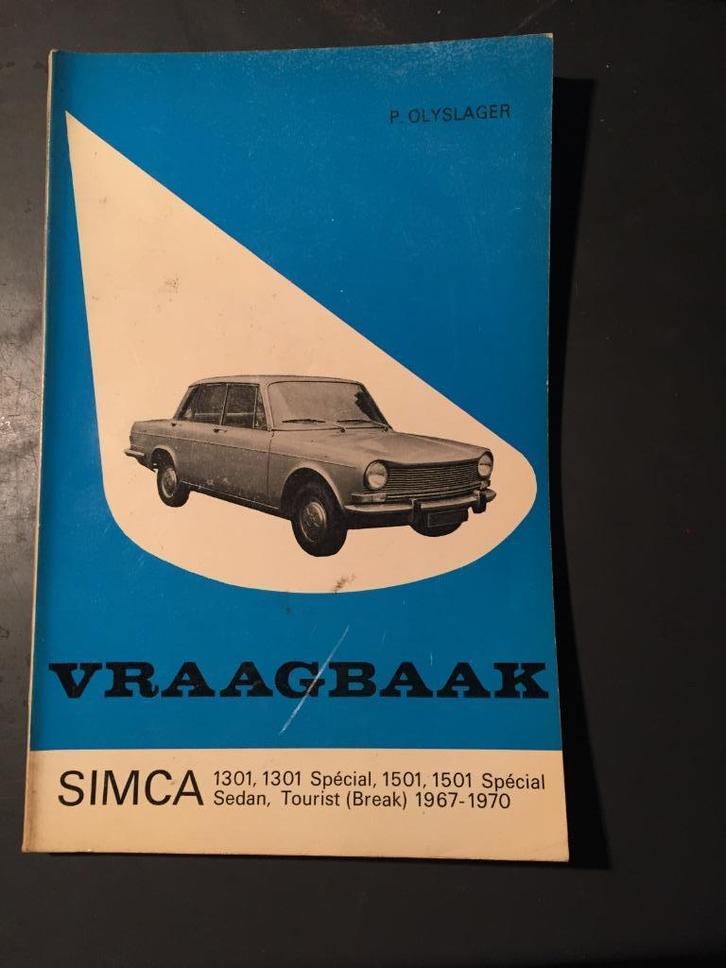 P. OLYSLAGER
VRAAGBAAK
SIMCA
1301, 1301 Spécial, 1501, 1501 Spécial
Sedan, Tourist (Break) 1967-1970